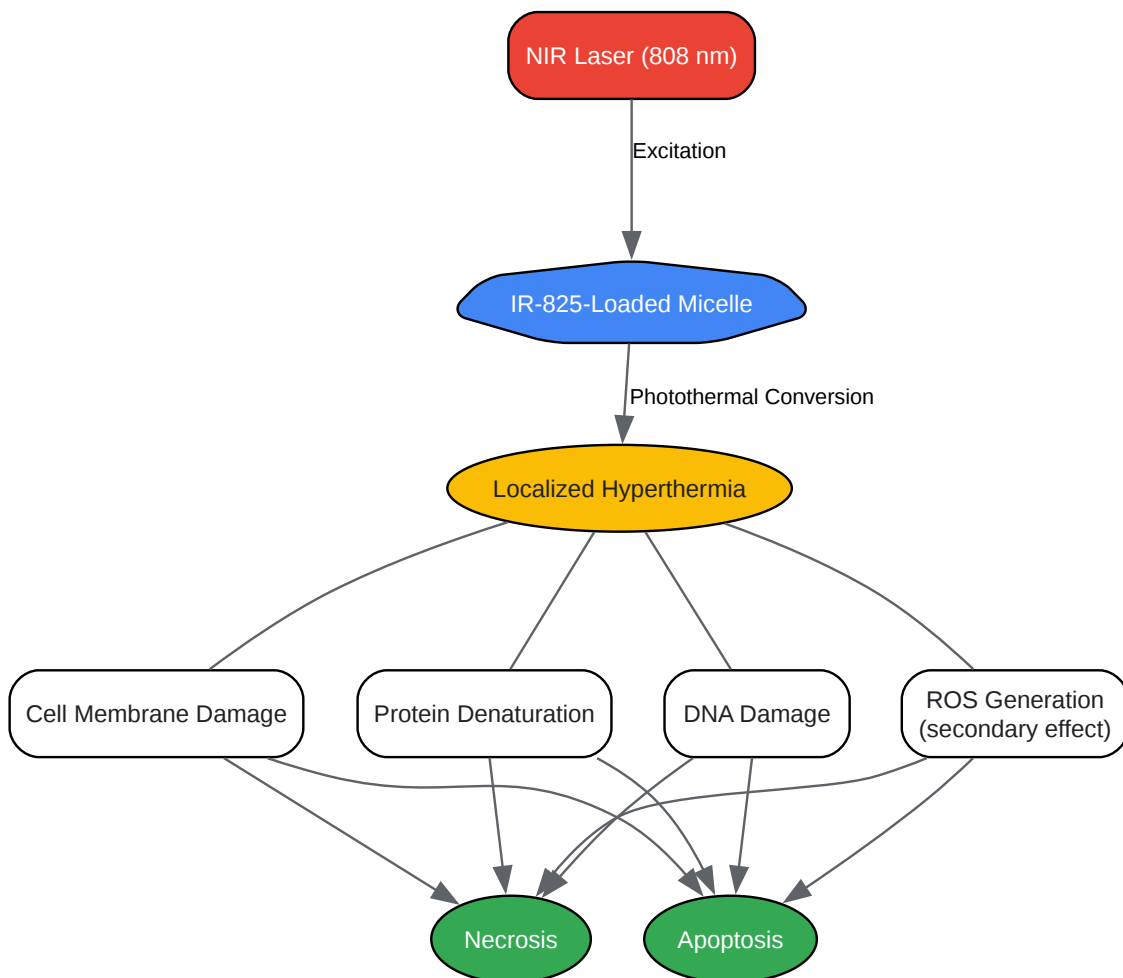 NIR Laser (808 nm)
Excitation
IR-825-Loaded Micelle
Photothermal Conversion
Localized Hyperthermia
Cell Membrane Damage
Protein Denaturation
DNA Damage
ROS Generation
(secondary effect)
Necrosis
Apoptosis